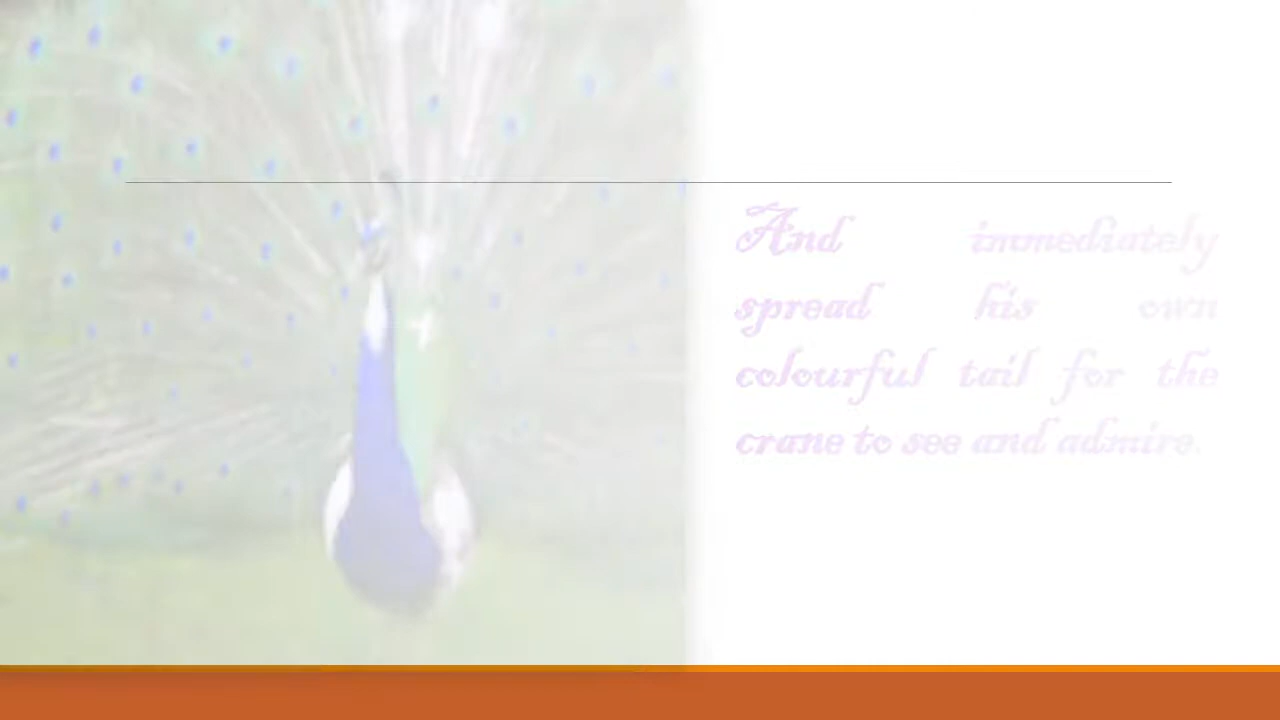 And immediately
spread his own
colourful tail for the
crane to see and admire.